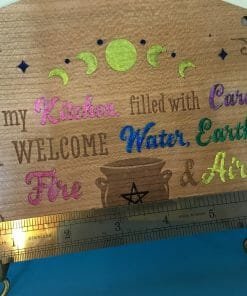 my Kitchen filled with Care
WELCOME Water, Earth
Fire & Air
1 2 3 4 5